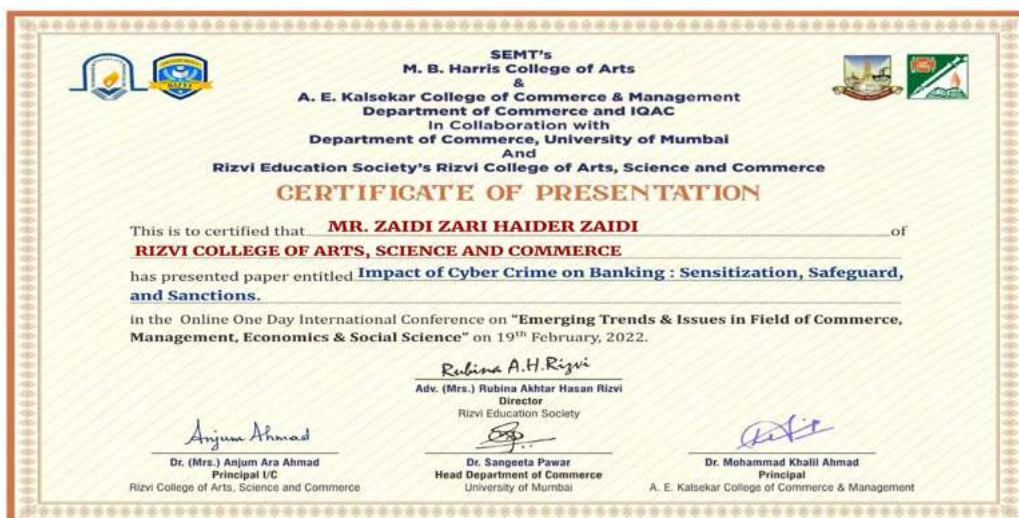 SEMT's
M. B. Harris College of Arts
&
A. E. Kalsekar College of Commerce & Management
Department of Commerce and IQAC
In Collaboration with
Department of Commerce, University of Mumbai
And
Rizvi Education Society's Rizvi College of Arts, Science and Commerce
CERTIFICATE OF PRESENTATION
This is to certified that MR. ZAIDI ZARI HAIDER ZAIDI of
RIZVI COLLEGE OF ARTS, SCIENCE AND COMMERCE
has presented paper entitled Impact of Cyber Crime on Banking : Sensitization, Safeguard,
and Sanctions.
in the Online One Day International Conference on "Emerging Trends & Issues in Field of Commerce,
Management, Economics & Social Science" on 19th February, 2022.
Rubina A.H.Rizvi
Adv. (Mrs.) Rubina Akhtar Hasan Rizvi
Director
Rizvi Education Society
Anjum Ahmad
Dr. (Mrs.) Anjum Ara Ahmad
Principal I/C
Rizvi College of Arts, Science and Commerce
Dr. Sangeeta Pawar
Head Department of Commerce
University of Mumbai
Dr. Mohammad Khalil Ahmad
Principal
A. E. Kalsekar College of Commerce & Management